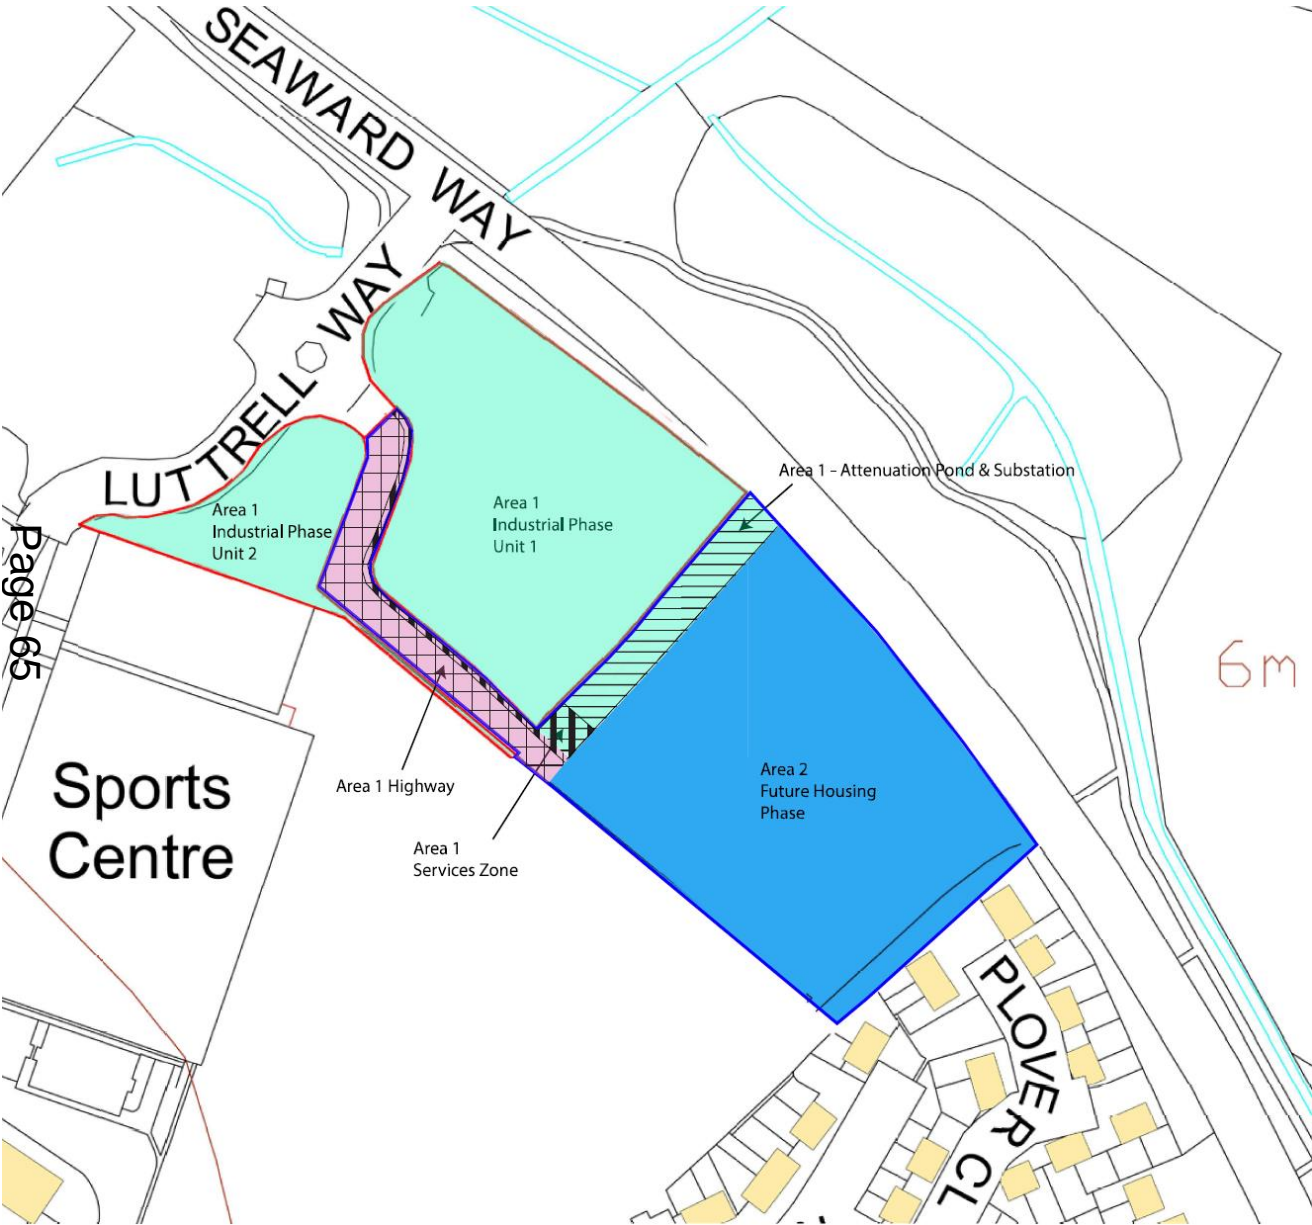 SEAWARD WAY
LUTTRELL WAY
Area 1 - Attenuation Pond & Substation
Area 1
Industrial Phase
Unit 1
Area 1
Industrial Phase
Unit 2
Page 65
6m
Area 1 Highway
Area 2
Future Housing
Phase
Sports
Centre
Area 1
Services Zone
PLOVER CL